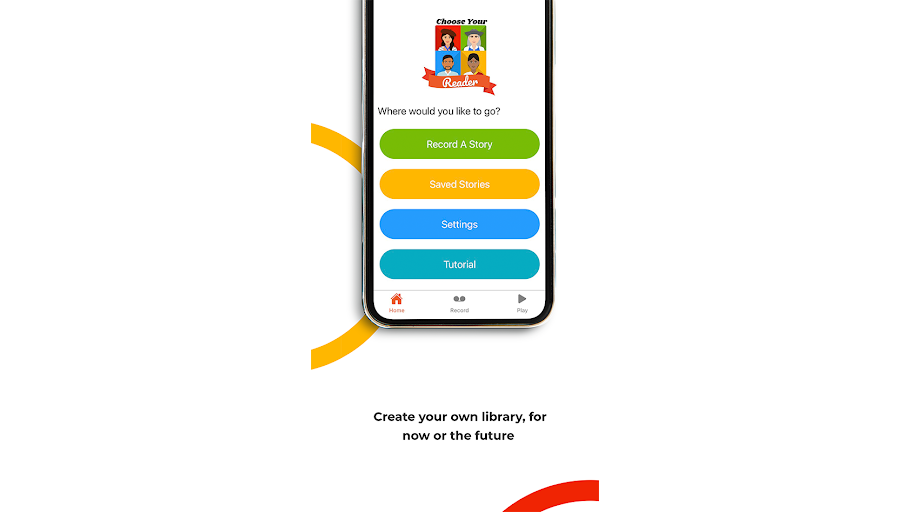 Choose Your
Reader
Where would you like to go?
Record A Story
Saved Stories
Settings
Tutorial
Home
Record
Play
Create your own library, for
now or the future